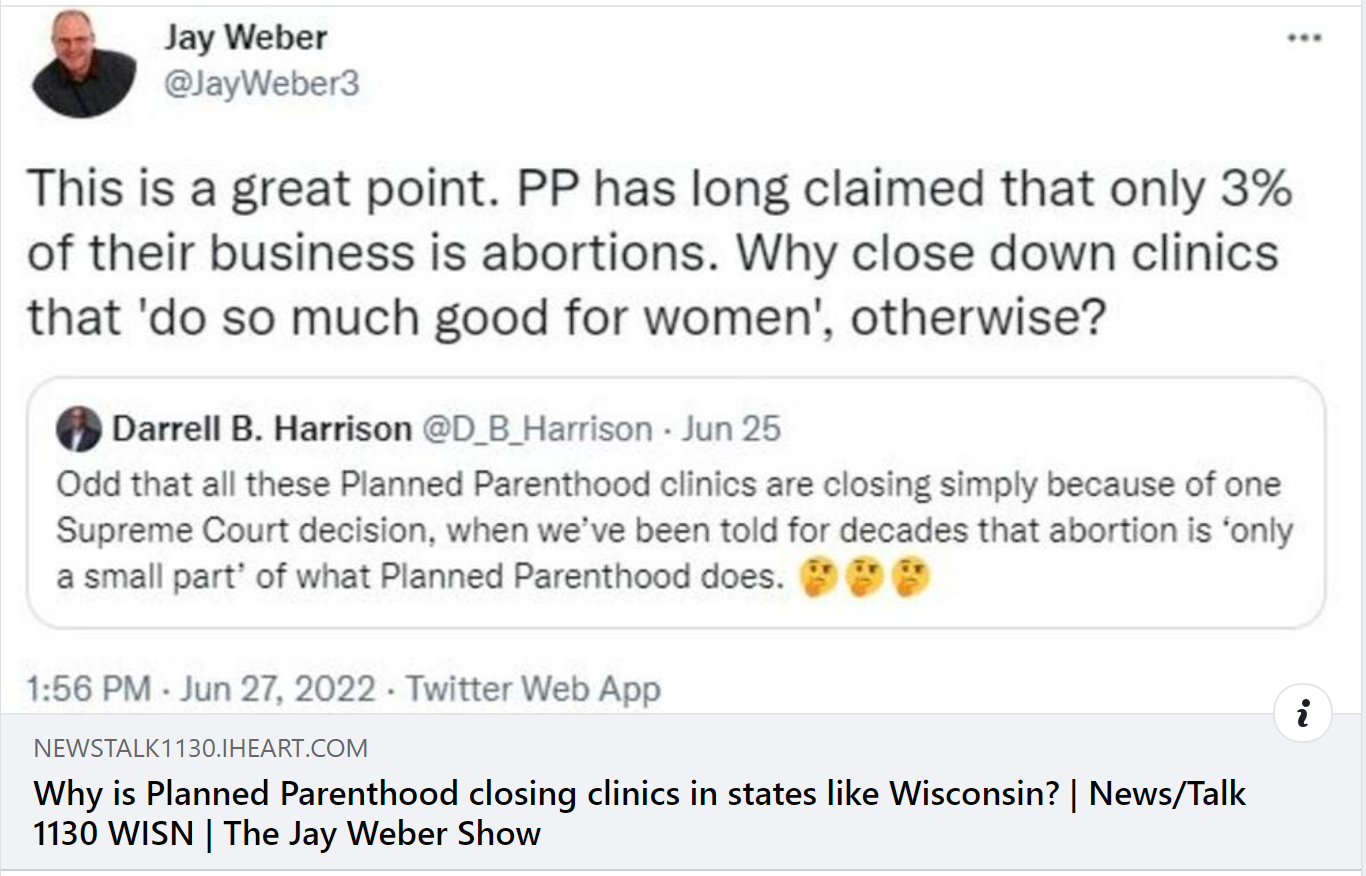 Jay Weber
@JayWeber3
This is a great point. PP has long claimed that only 3%
of their business is abortions. Why close down clinics
that 'do so much good for women', otherwise?
Darrell B. Harrison @D_B_Harrison · Jun 25
Odd that all these Planned Parenthood clinics are closing simply because of one
Supreme Court decision, when we’ve been told for decades that abortion is ‘only
a small part’ of what Planned Parenthood does. 🤔🤔🤔
1:56 PM · Jun 27, 2022 · Twitter Web App
NEWSTALK1130.IHEART.COM
Why is Planned Parenthood closing clinics in states like Wisconsin? | News/Talk
1130 WISN | The Jay Weber Show